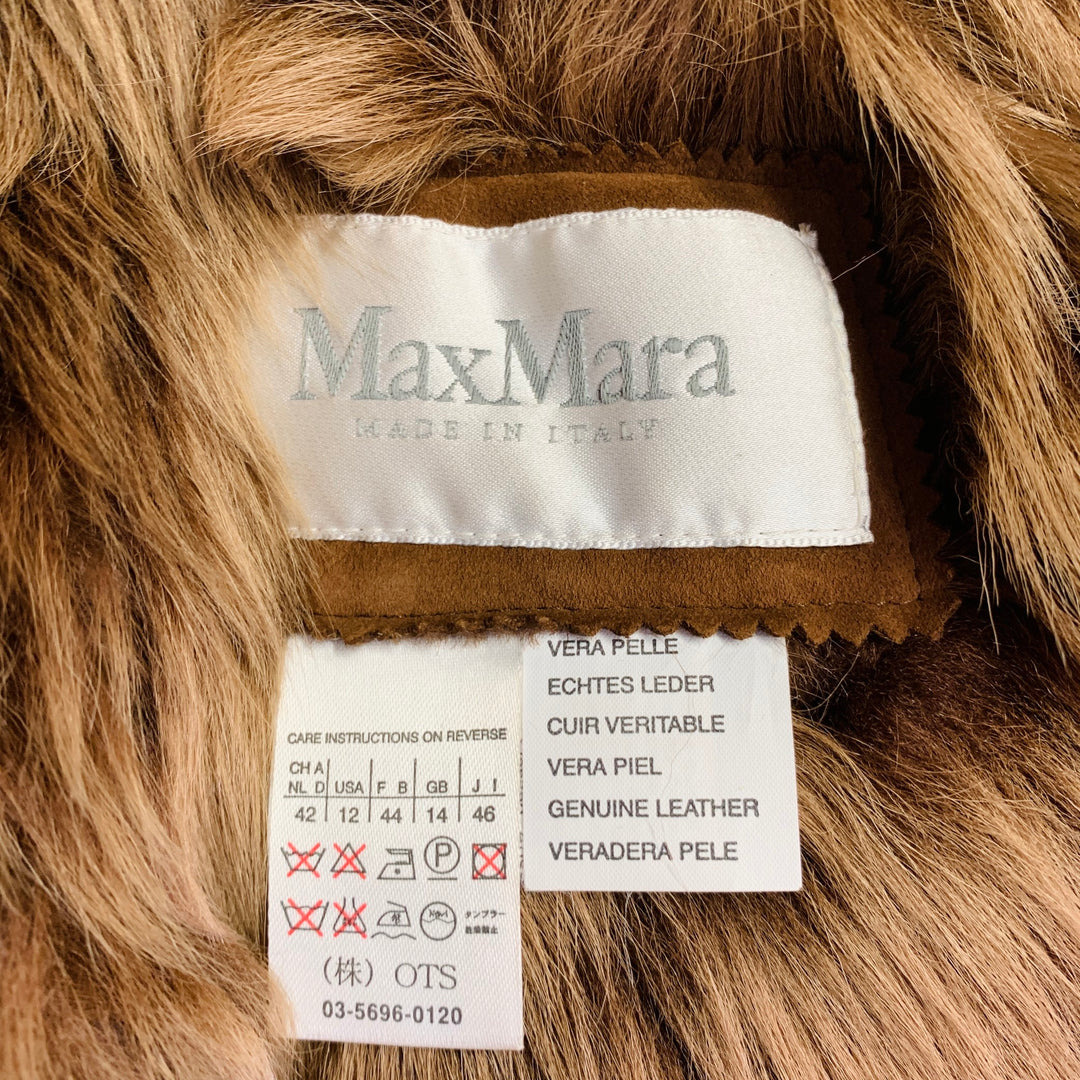 MaxMara
MADE IN ITALY
CARE INSTRUCTIONS ON REVERSE
CH A
NL D USA F B GB J I
42 12 44 14 46
P
タンブラー
乾燥禁止
(株) OTS
03-5696-0120
VERA PELLE
ECHTES LEDER
CUIR VERITABLE
VERA PIEL
GENUINE LEATHER
VERADERA PELE